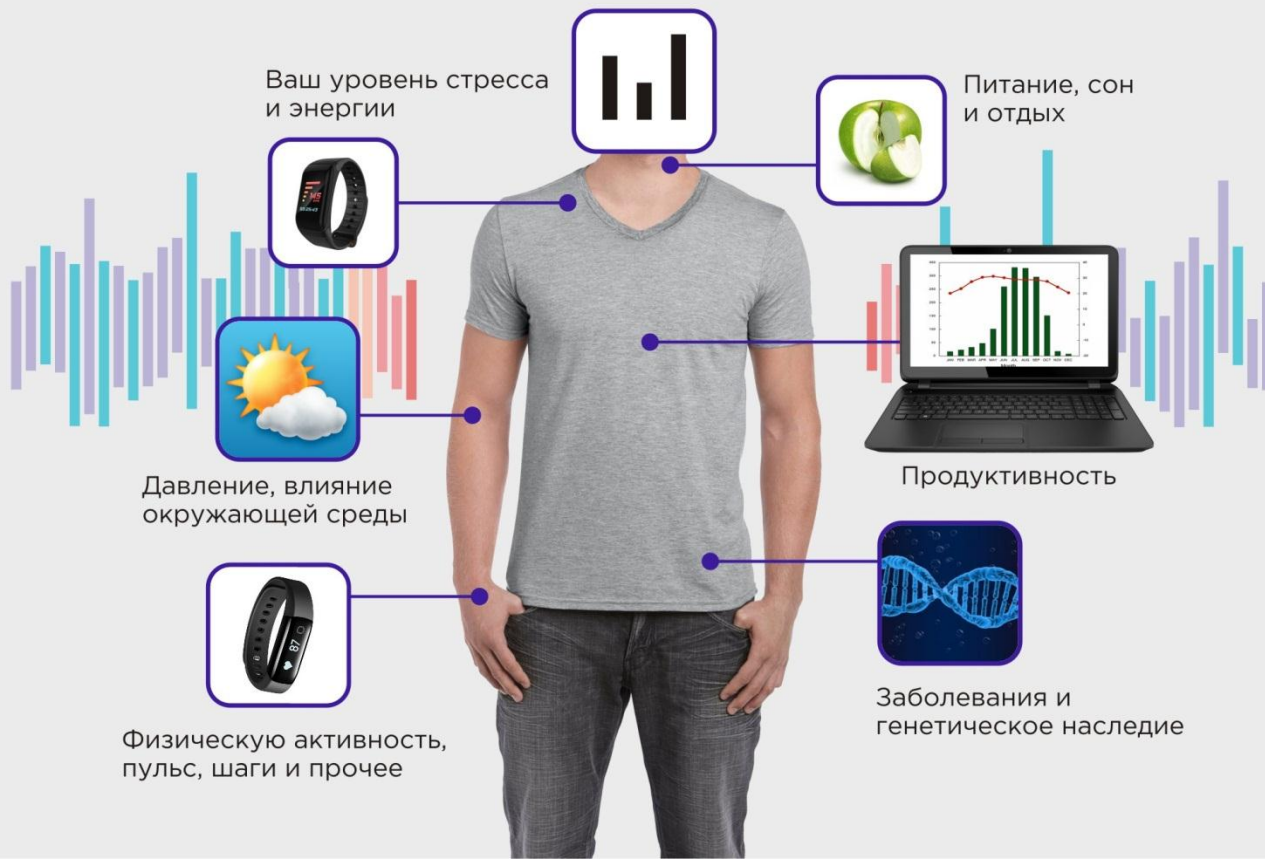 Ваш уровень стресса
и энергии
Питание, сон
и отдых
Давление, влияние
окружающей среды
Продуктивность
87
Физическую активность,
пульс, шаги и прочее
Заболевания и
генетическое наследие